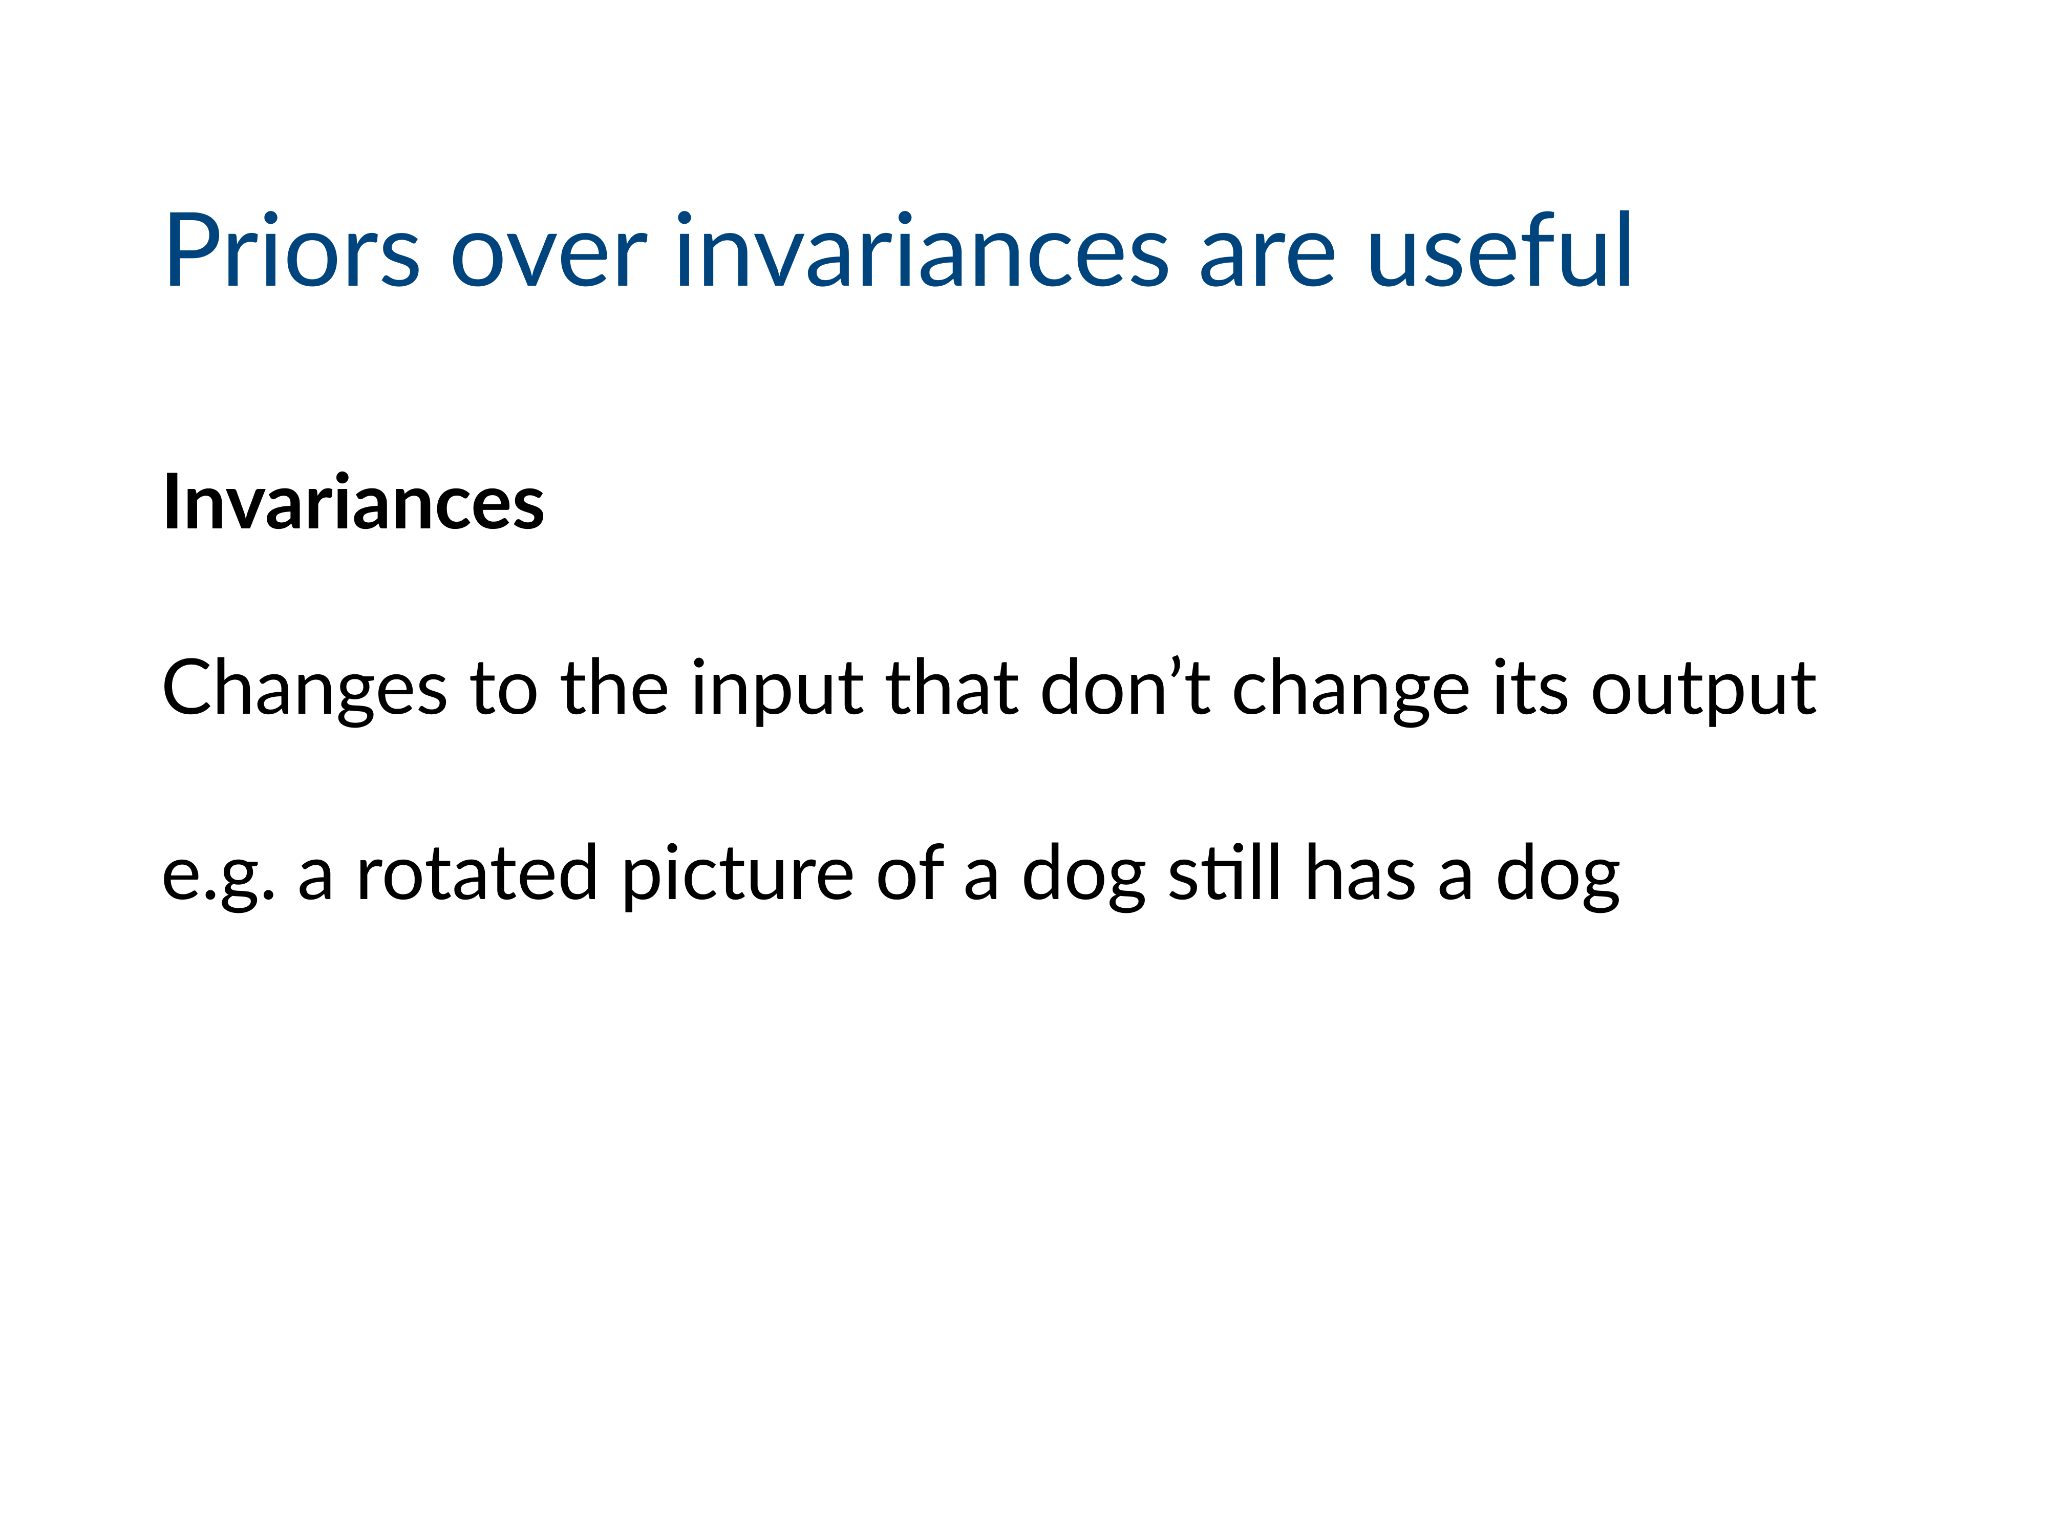 Priors over invariances are useful
Invariances
Changes to the input that don’t change its output
e.g. a rotated picture of a dog still has a dog